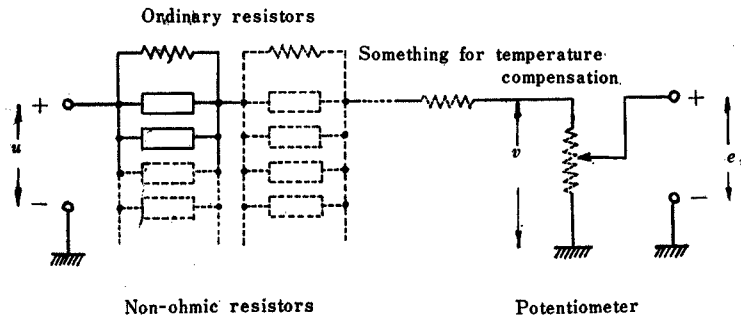 Ordinary resistors
Something for temperature
compensation
+
+
u
v
e
−
−
Non-ohmic resistors
Potentiometer